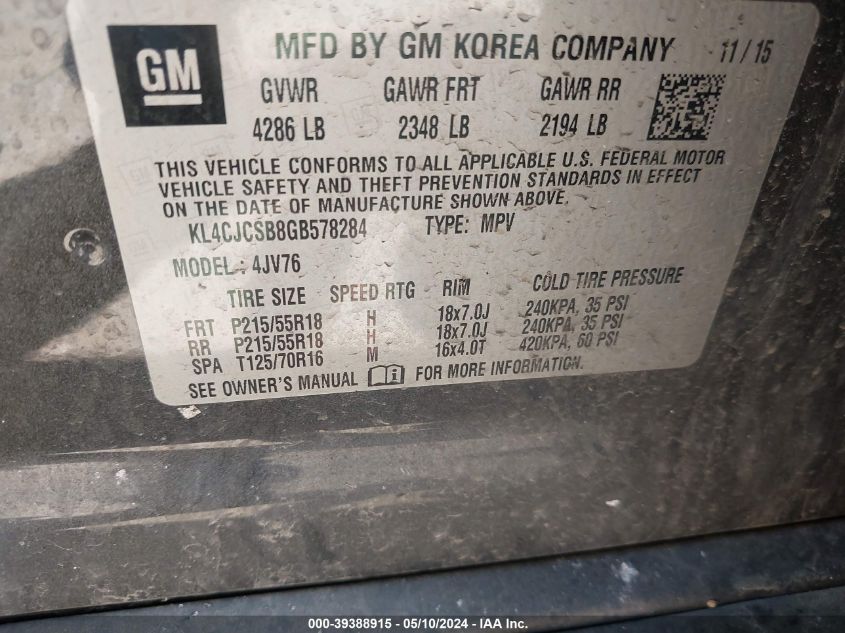 GM MFD BY GM KOREA COMPANY 11/15
GVWR GAWR FRT GAWR RR
4286 LB 2348 LB 2194 LB
THIS VEHICLE CONFORMS TO ALL APPLICABLE U.S. FEDERAL MOTOR
VEHICLE SAFETY AND THEFT PREVENTION STANDARDS IN EFFECT
ON THE DATE OF MANUFACTURE SHOWN ABOVE.
KL4CJCSB8GB578284 TYPE: MPV
MODEL: 4JV76
TIRE SIZE SPEED RTG RIM COLD TIRE PRESSURE
FRT P215/55R18 H 18x7.0J 240KPA, 35 PSI
RR P215/55R18 H 18x7.0J 240KPA, 35 PSI
SPA T125/70R16 M 16x4.0T 420KPA, 60 PSI
SEE OWNER'S MANUAL FOR MORE INFORMATION.
000-39388915 - 05/10/2024 - IAA Inc.